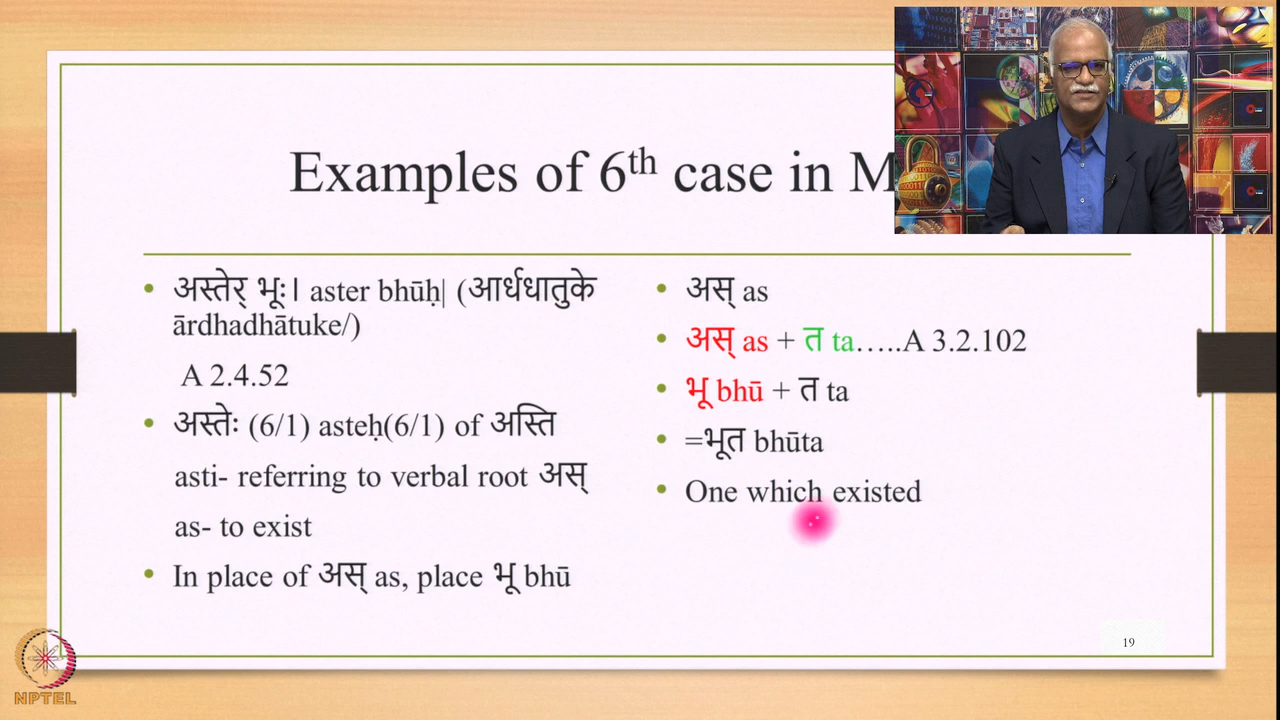 Examples of 6th case in M
अस्तेर् भूः। aster bhūḥ| (आर्धधातुके
ārdhadhātuke/)
A 2.4.52
अस्तेः (6/1) asteḥ(6/1) of अस्ति
asti- referring to verbal root अस्
as- to exist
In place of अस् as, place भू bhū
अस् as
अस् as + त ta.....A 3.2.102
भू bhū + त ta
=भूत bhūta
One which existed
19
NPTEL